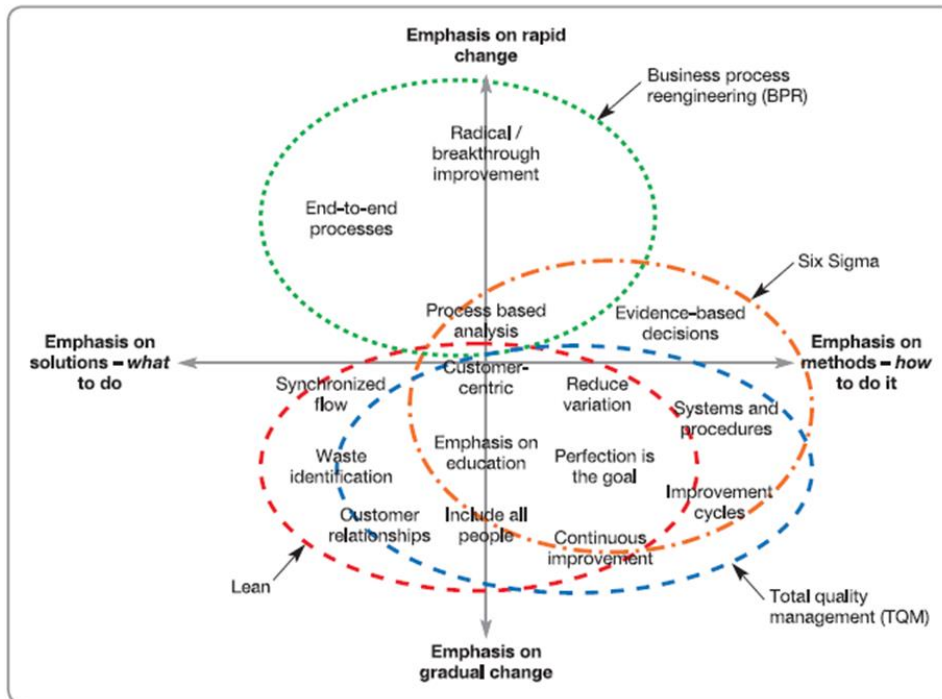 Emphasis on rapid
change
Business process
reengineering (BPR)
Radical /
breakthrough
improvement
End-to-end
processes
Six Sigma
Process based
analysis
Evidence-based
decisions
Emphasis on
solutions – what
to do
Emphasis on
methods – how
to do it
Customer-
centric
Synchronized
flow
Reduce
variation
Systems and
procedures
Emphasis on
education
Waste
identification
Perfection is
the goal
Improvement
cycles
Customer
relationships
Include all
people
Continuous
improvement
Lean
Total quality
management (TQM)
Emphasis on
gradual change